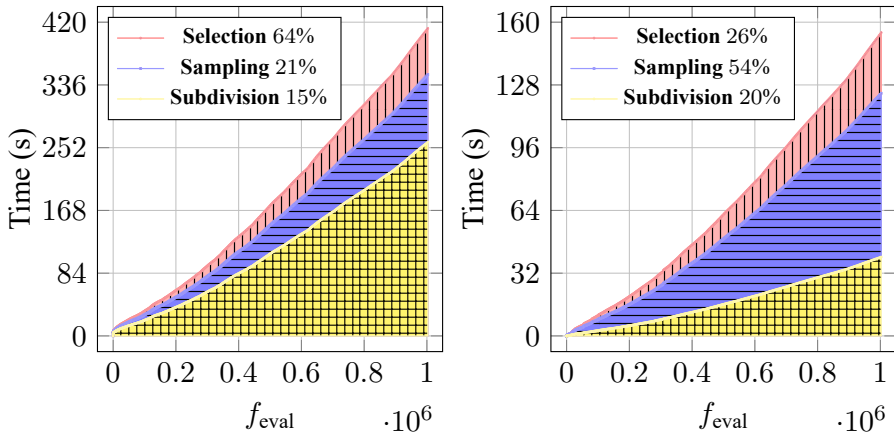 420
336
252
168
84
0
Time (s)
Selection 64%
Sampling 21%
Subdivision 15%
0 0.2 0.4 0.6 0.8 1
f_eval ·10^6
160
128
96
64
32
0
Time (s)
Selection 26%
Sampling 54%
Subdivision 20%
0 0.2 0.4 0.6 0.8 1
f_eval ·10^6